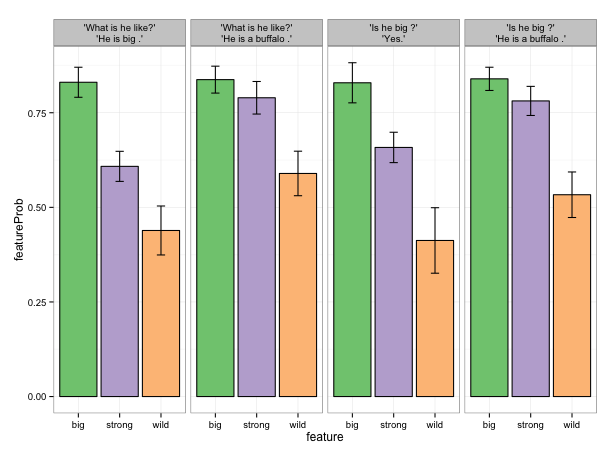 'What is he like?' 'What is he like?' 'Is he big ?' 'Is he big ?'
'He is big .' 'He is a buffalo .' 'Yes.' 'He is a buffalo .'
0.75
0.50
0.25
0.00
featureProb
big strong wild big strong wild big strong wild big strong wild
feature